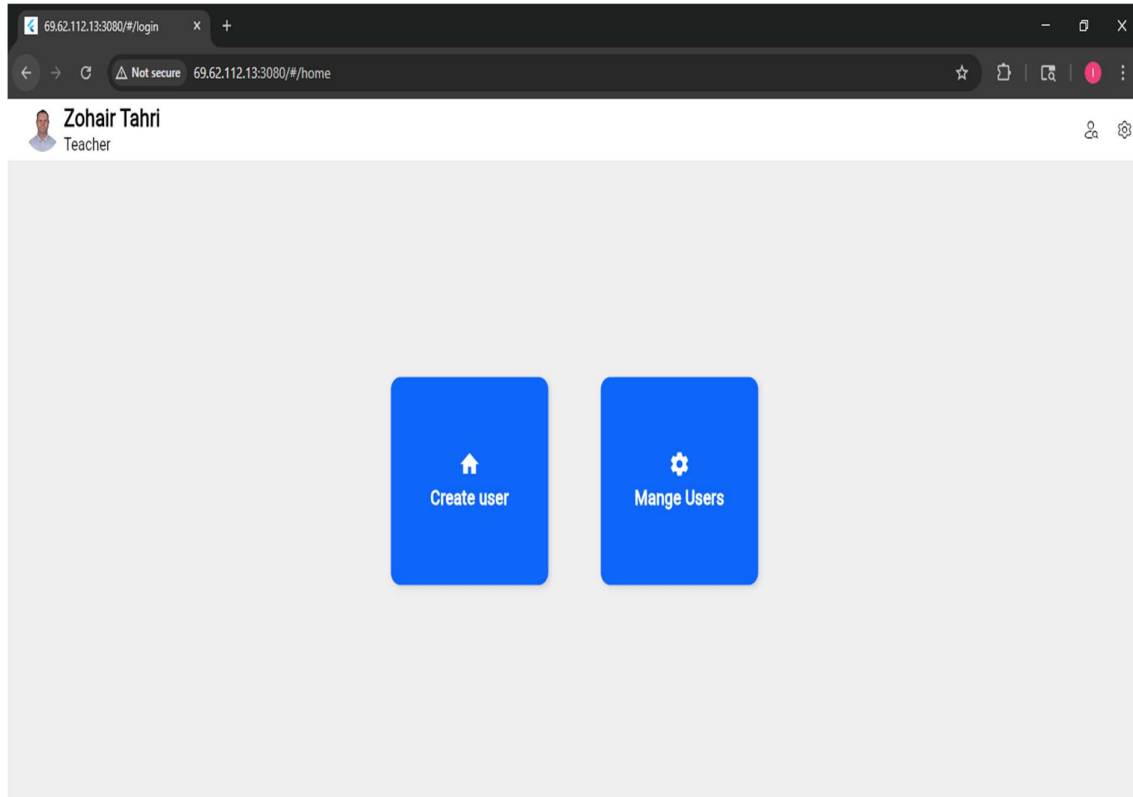 69.62.112.13:3080/#/login
Not secure 69.62.112.13:3080/#/home
I
Zohair Tahri
Teacher
Create user
Mange Users